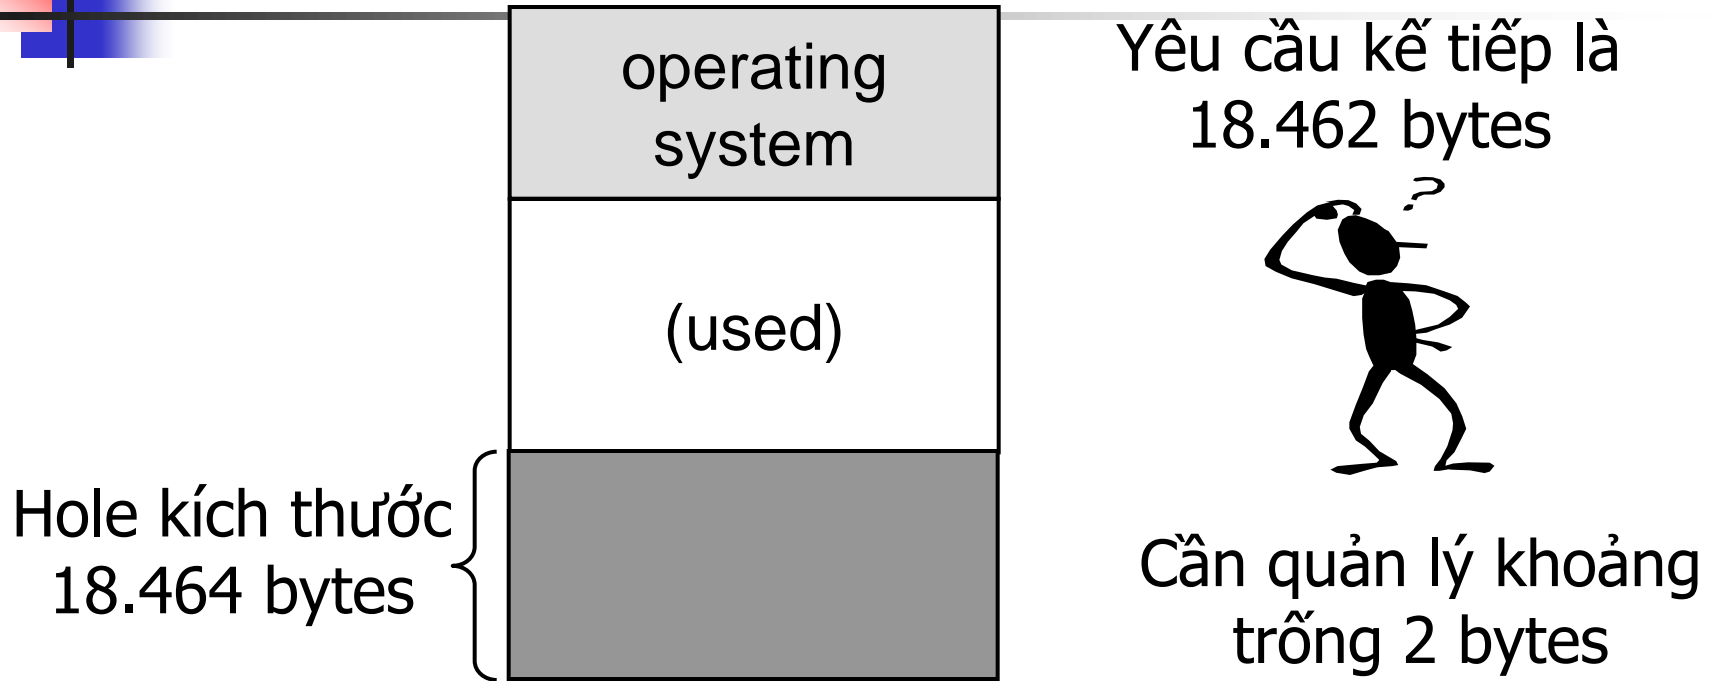 operating
system
(used)
Hole kích thước
18.464 bytes
Yêu cầu kế tiếp là
18.462 bytes
?
Cần quản lý khoảng
trống 2 bytes